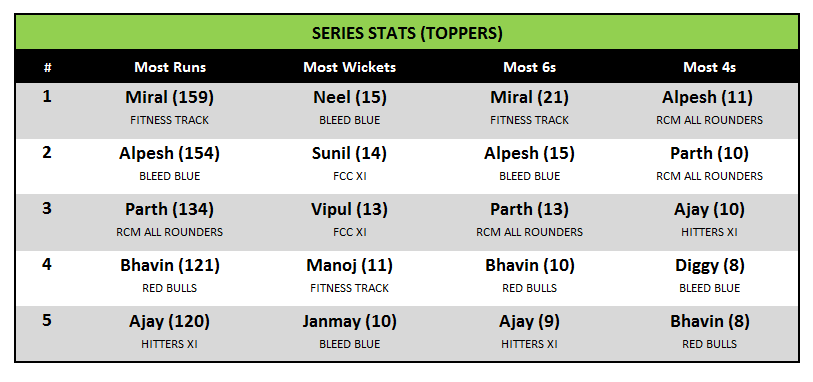 SERIES STATS (TOPPERS)
# Most Runs Most Wickets Most 6s Most 4s
1 Miral (159) Neel (15) Miral (21) Alpesh (11)
FITNESS TRACK BLEED BLUE FITNESS TRACK RCM ALL ROUNDERS
2 Alpesh (154) Sunil (14) Alpesh (15) Parth (10)
BLEED BLUE FCC XI BLEED BLUE RCM ALL ROUNDERS
3 Parth (134) Vipul (13) Parth (13) Ajay (10)
RCM ALL ROUNDERS FCC XI RCM ALL ROUNDERS HITTERS XI
4 Bhavin (121) Manoj (11) Bhavin (10) Diggy (8)
RED BULLS FITNESS TRACK RED BULLS BLEED BLUE
5 Ajay (120) Janmay (10) Ajay (9) Bhavin (8)
HITTERS XI BLEED BLUE HITTERS XI RED BULLS